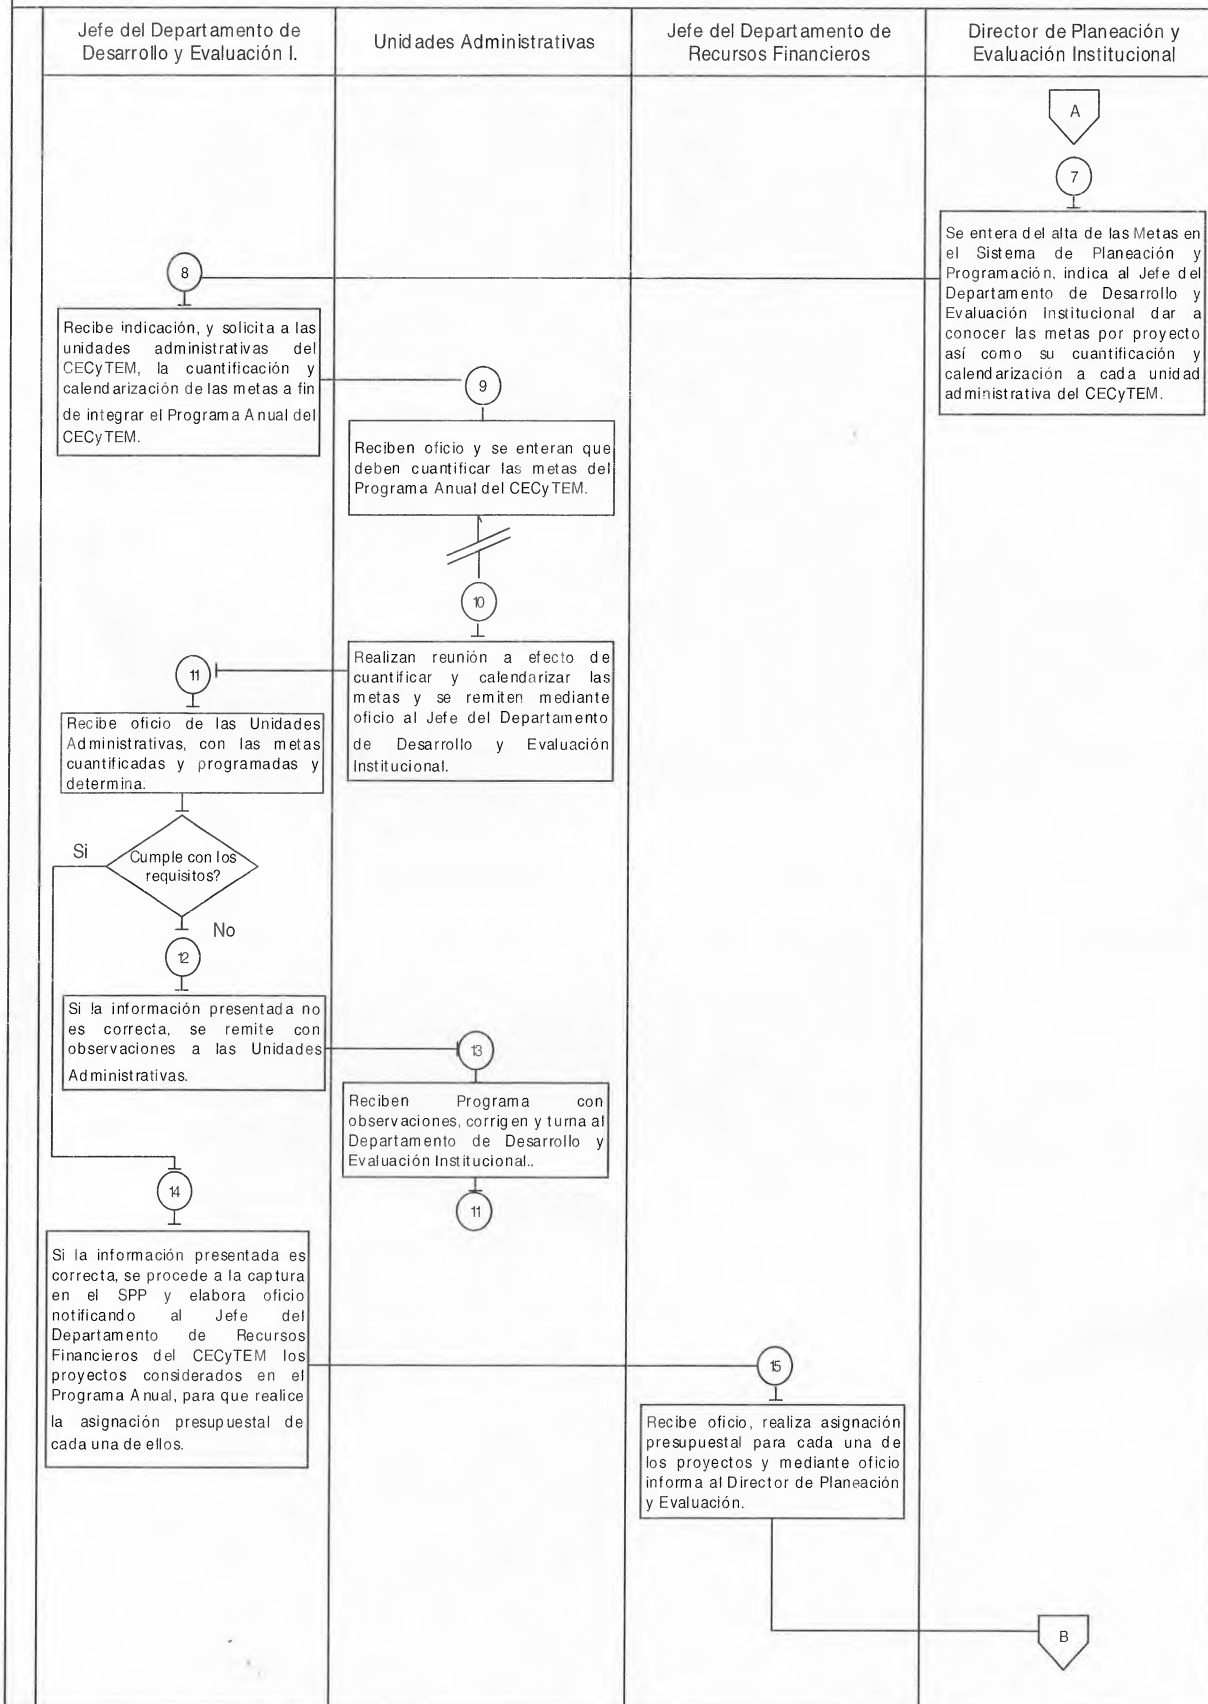 Jefe del Departamento de
Desarrollo y Evaluación I.
Unidades Administrativas
Jefe del Departamento de
Recursos Financieros
Director de Planeación y
Evaluación Institucional
A
7
Se entera del alta de las Metas en
el Sistema de Planeación y
Programación, indica al Jefe del
Departamento de Desarrollo y
Evaluación Institucional dar a
conocer las metas por proyecto
así como su cuantificación y
calendarización a cada unidad
administrativa del CECyTEM.
8
Recibe indicación, y solicita a las
unidades administrativas del
CECyTEM, la cuantificación y
calendarización de las metas a fin
de integrar el Programa Anual del
CECyTEM.
9
Reciben oficio y se enteran que
deben cuantificar las metas del
Programa Anual del CECyTEM.
10
Realizan reunión a efecto de
cuantificar y calendarizar las
metas y se remiten mediante
oficio al Jefe del Departamento
de Desarrollo y Evaluación
Institucional.
11
Recibe oficio de las Unidades
Administrativas, con las metas
cuantificadas y programadas y
determina.
Cumple con los
requisitos?
Si
No
12
Si la información presentada no
es correcta, se remite con
observaciones a las Unidades
Administrativas.
13
Reciben Programa con
observaciones, corrigen y turna al
Departamento de Desarrollo y
Evaluación Institucional..
11
14
Si la información presentada es
correcta, se procede a la captura
en el SPP y elabora oficio
notificando al Jefe del
Departamento de Recursos
Financieros del CECyTEM los
proyectos considerados en el
Programa Anual, para que realice
la asignación presupuestal de
cada una de ellos.
15
Recibe oficio, realiza asignación
presupuestal para cada una de
los proyectos y mediante oficio
informa al Director de Planeación
y Evaluación.
B